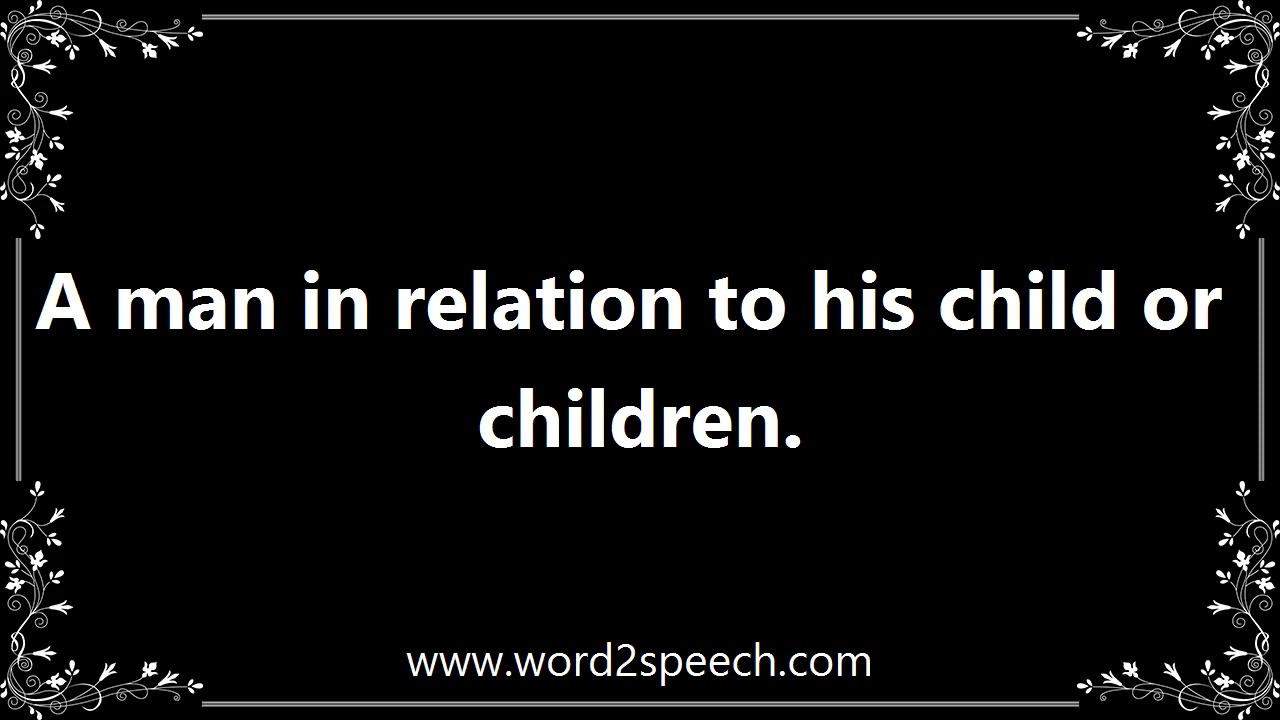 A man in relation to his child or
children.
www.word2speech.com